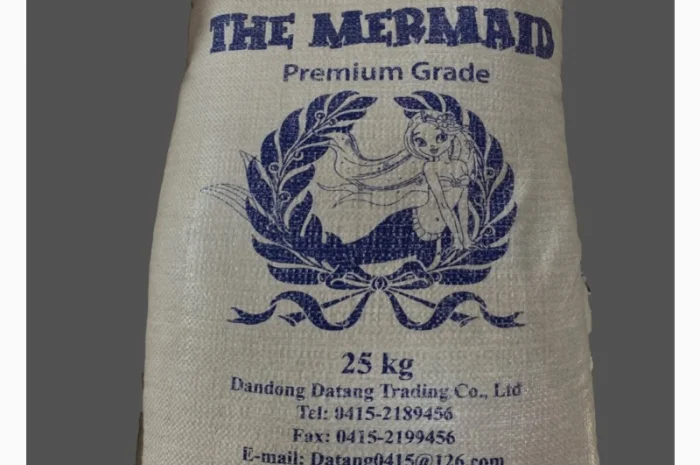 THE MERMAID
Premium Grade
25 kg
Dandong Datang Trading Co., Ltd
Tel: 0415-2189456
Fax: 0415-2199456
E-mail: Datang0415@126.com